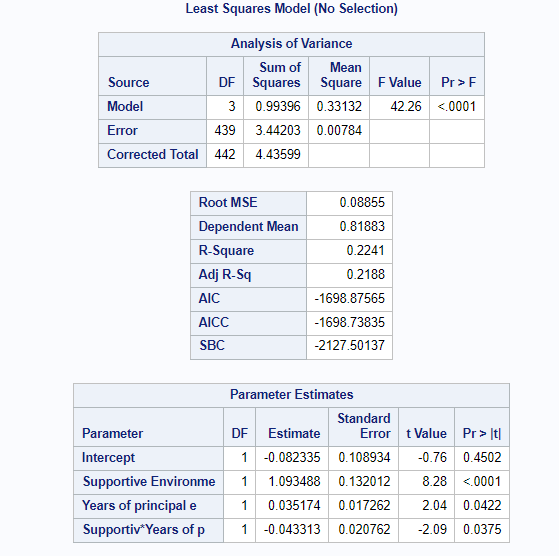 Least Squares Model (No Selection)
Analysis of Variance
Source DF Sum of Squares Mean Square F Value Pr > F
Model 3 0.99396 0.33132 42.26 <.0001
Error 439 3.44203 0.00784
Corrected Total 442 4.43599
Root MSE 0.08855
Dependent Mean 0.81883
R-Square 0.2241
Adj R-Sq 0.2188
AIC -1698.87565
AICC -1698.73835
SBC -2127.50137
Parameter Estimates
Parameter DF Estimate Standard Error t Value Pr > |t|
Intercept 1 -0.082335 0.108934 -0.76 0.4502
Supportive Environme 1 1.093488 0.132012 8.28 <.0001
Years of principal e 1 0.035174 0.017262 2.04 0.0422
Supportiv*Years of p 1 -0.043313 0.020762 -2.09 0.0375